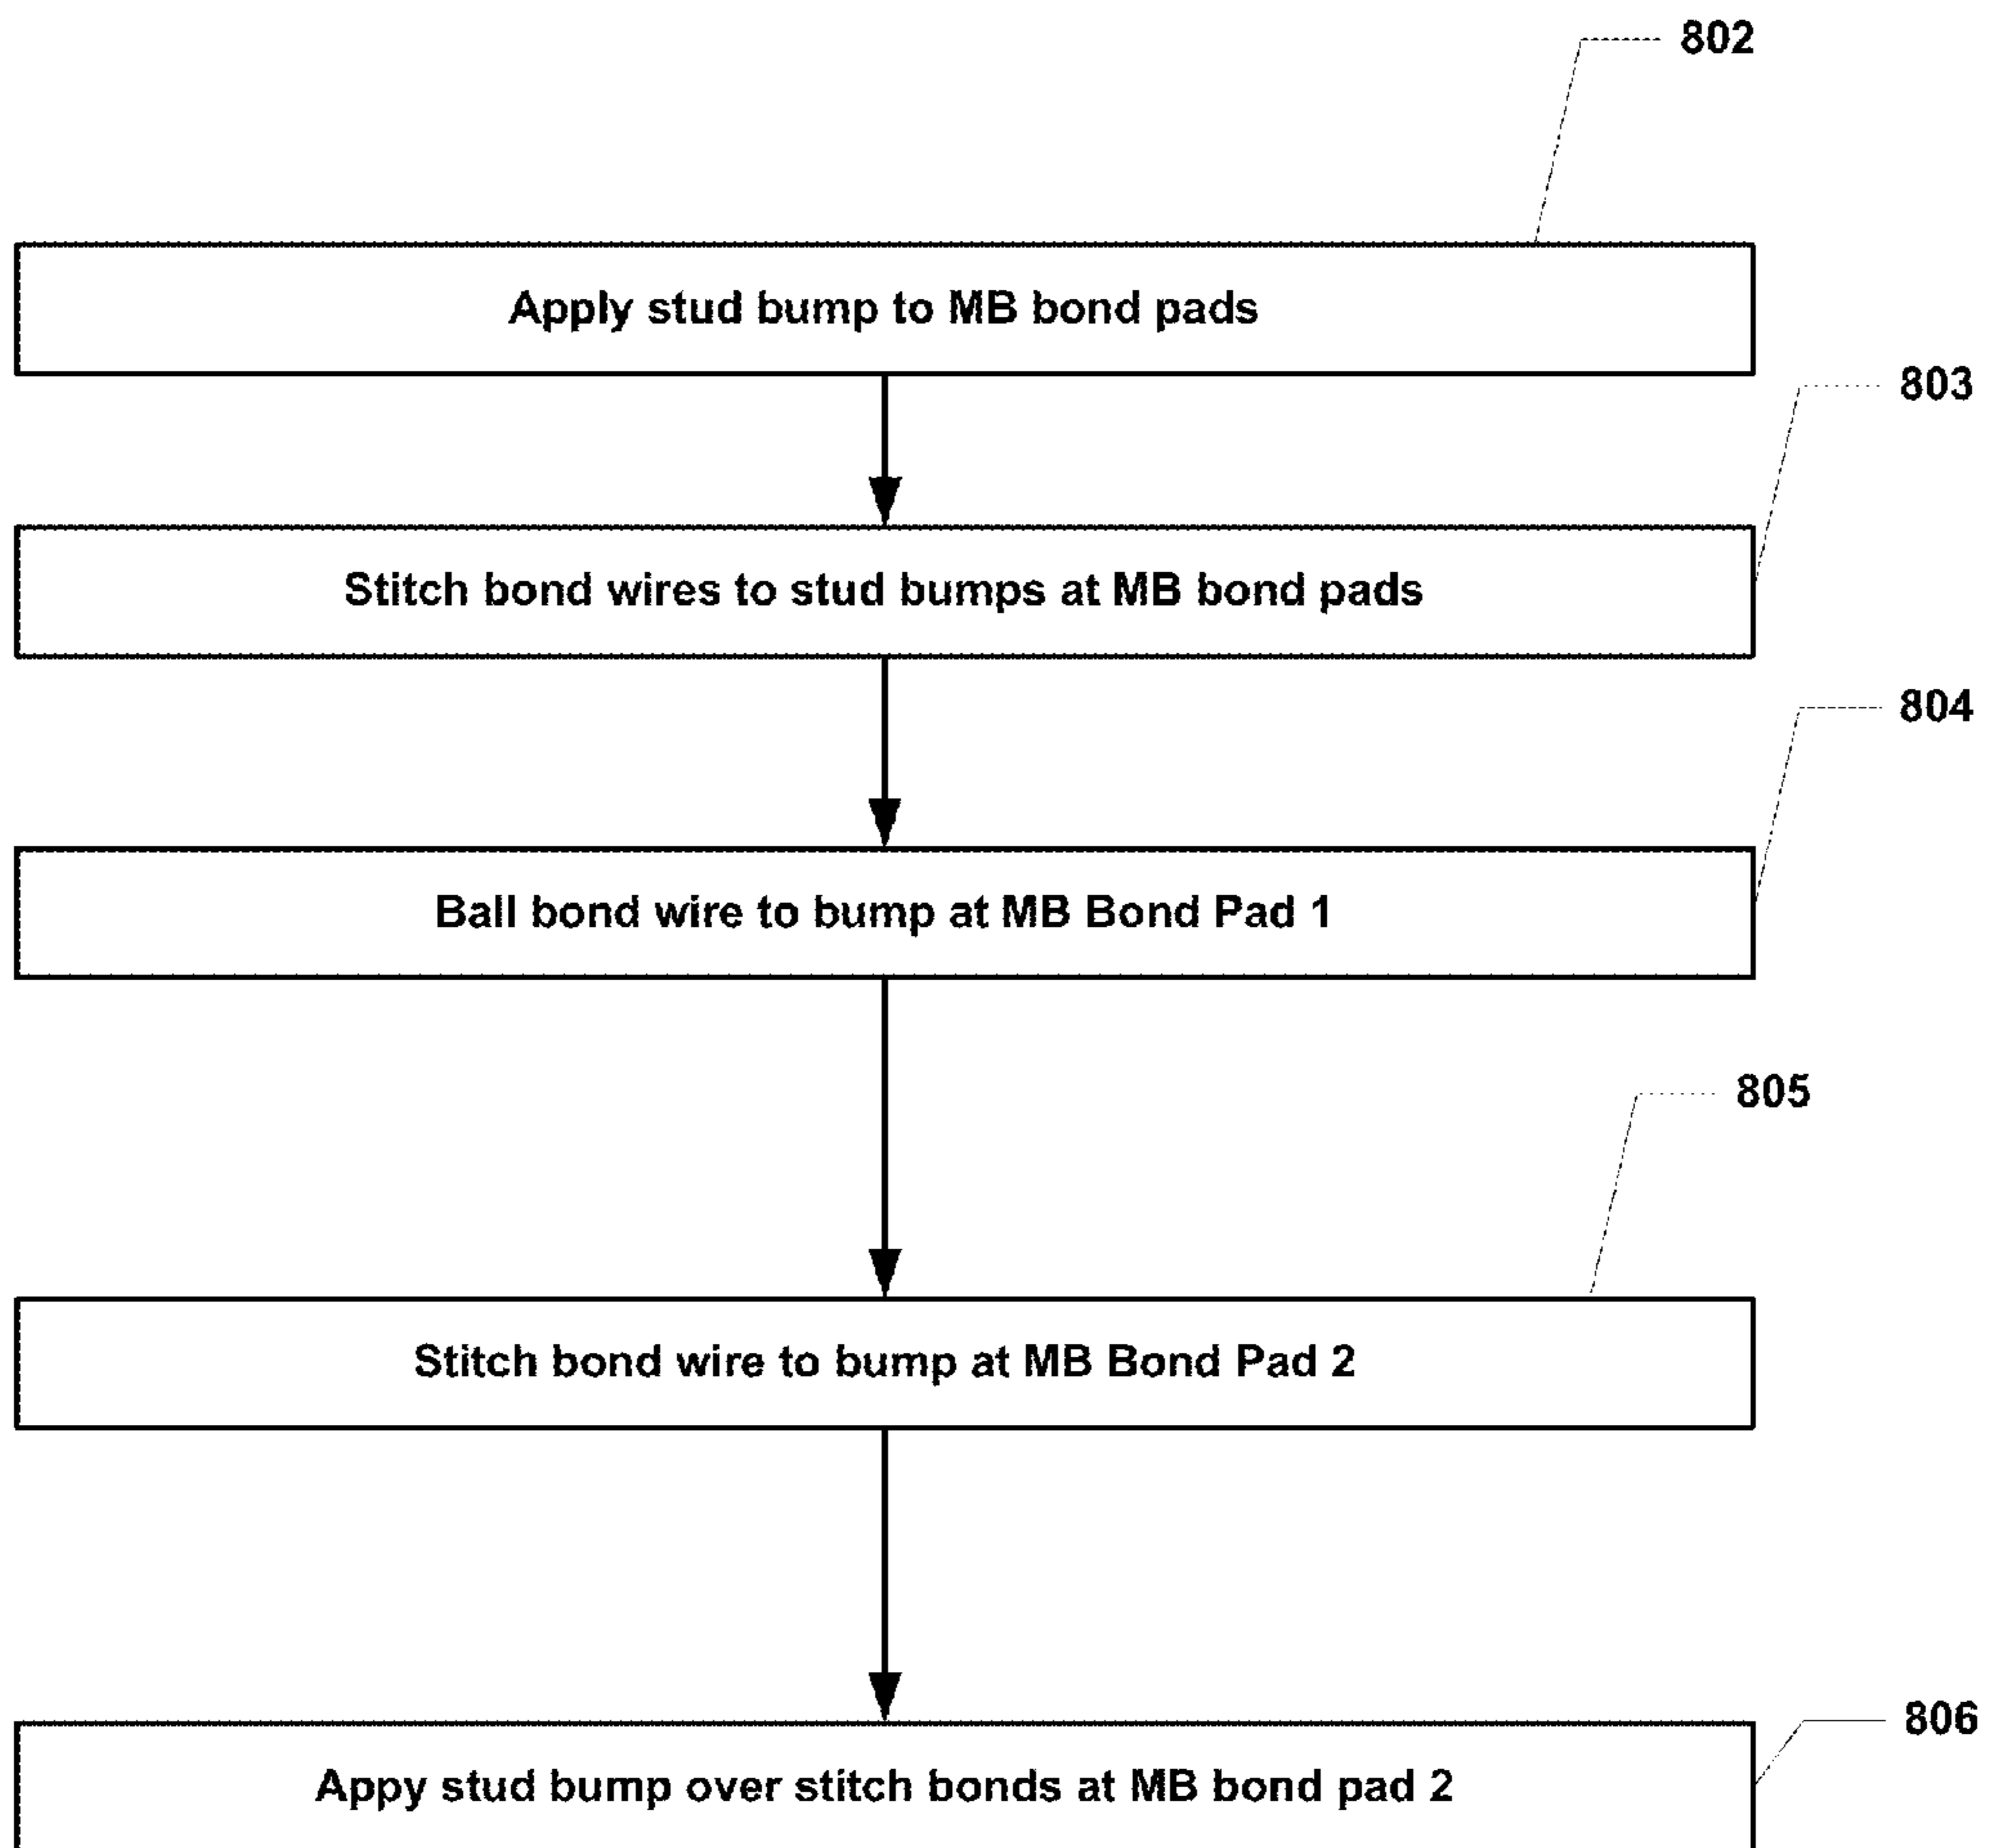 802
Apply stud bump to MB bond pads
803
Stitch bond wires to stud bumps at MB bond pads
804
Ball bond wire to bump at MB Bond Pad 1
805
Stitch bond wire to bump at MB Bond Pad 2
806
Appy stud bump over stitch bonds at MB bond pad 2